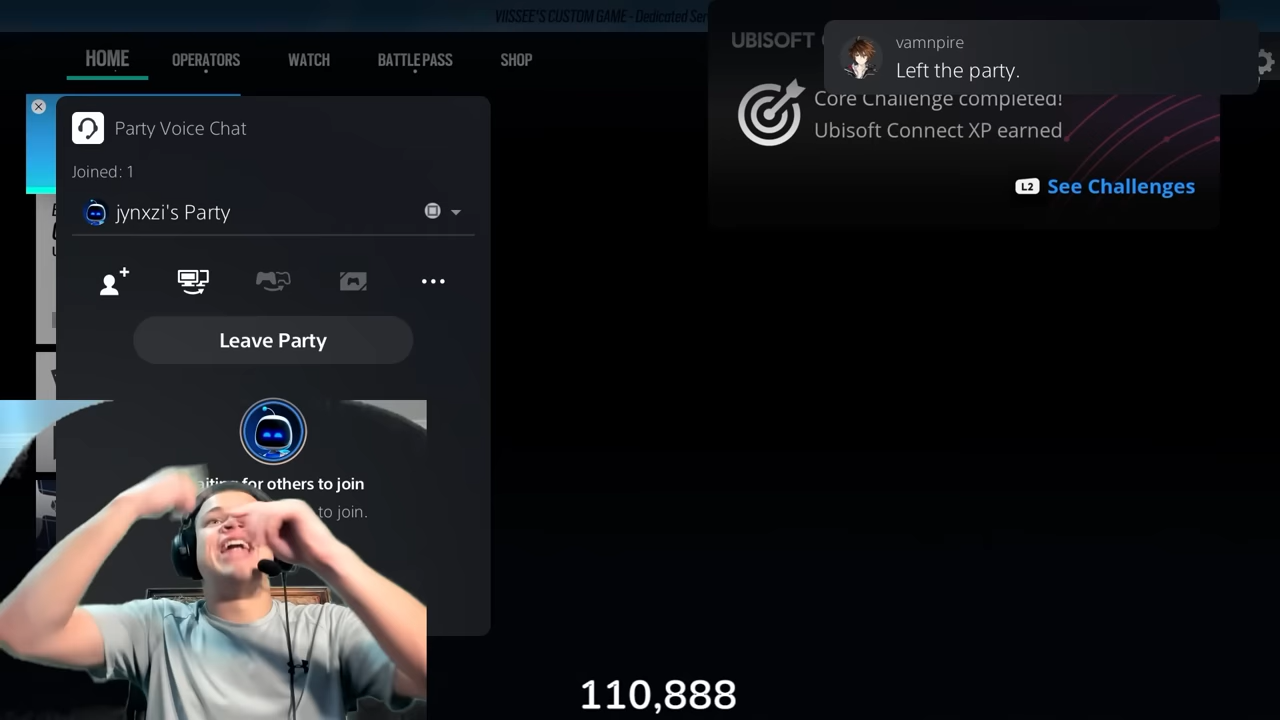 VIISSEE'S CUSTOM GAME - Dedicated Ser
HOME
OPERATORS
WATCH
BATTLE PASS
SHOP
UBISOFT
vamnpire
Left the party.
Core Challenge completed!
Ubisoft Connect XP earned
L2 See Challenges
Party Voice Chat
Joined: 1
jynxzi's Party
Leave Party
aiting for others to join
to join.
110,888